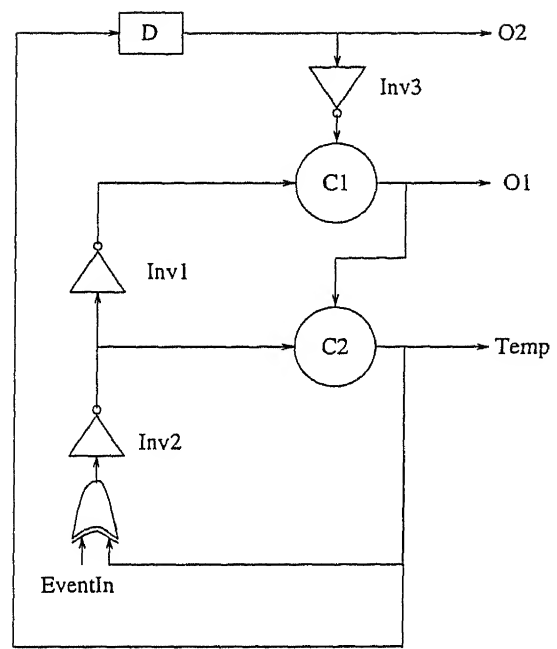 D
O2
Inv3
C1
O1
Inv1
C2
Temp
Inv2
EventIn